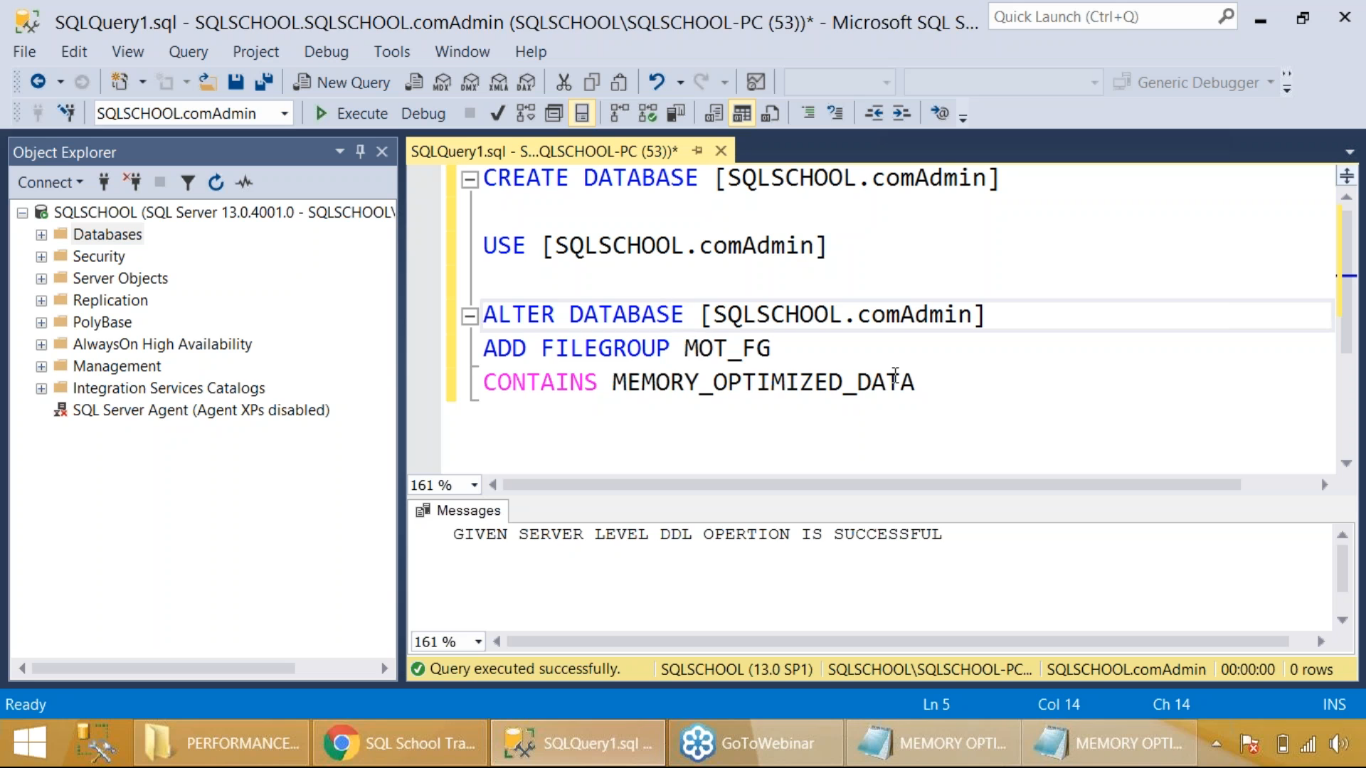 SQLQuery1.sql - SQLSCHOOL.SQLSCHOOL.comAdmin (SQLSCHOOL\SQLSCHOOL-PC (53))* - Microsoft SQL S...
Quick Launch (Ctrl+Q)
File Edit View Query Project Debug Tools Window Help
New Query
MDX DMX XMLA DAX
Generic Debugger
SQLSCHOOL.comAdmin
Execute Debug
Object Explorer
SQLQuery1.sql - S...QLSCHOOL-PC (53))*
Connect
SQLSCHOOL (SQL Server 13.0.4001.0 - SQLSCHOOL\
Databases
Security
Server Objects
Replication
PolyBase
AlwaysOn High Availability
Management
Integration Services Catalogs
SQL Server Agent (Agent XPs disabled)
CREATE DATABASE [SQLSCHOOL.comAdmin]
USE [SQLSCHOOL.comAdmin]
ALTER DATABASE [SQLSCHOOL.comAdmin]
ADD FILEGROUP MOT_FG
CONTAINS MEMORY_OPTIMIZED_DATA
161 %
Messages
GIVEN SERVER LEVEL DDL OPERTION IS SUCCESSFUL
161 %
Query executed successfully.
SQLSCHOOL (13.0 SP1)
SQLSCHOOL\SQLSCHOOL-PC...
SQLSCHOOL.comAdmin
00:00:00
0 rows
Ready
Ln 5
Col 14
Ch 14
INS
PERFORMANCE...
SQL School Tra...
SQLQuery1.sql ...
GoToWebinar
MEMORY OPTI...
MEMORY OPTI...